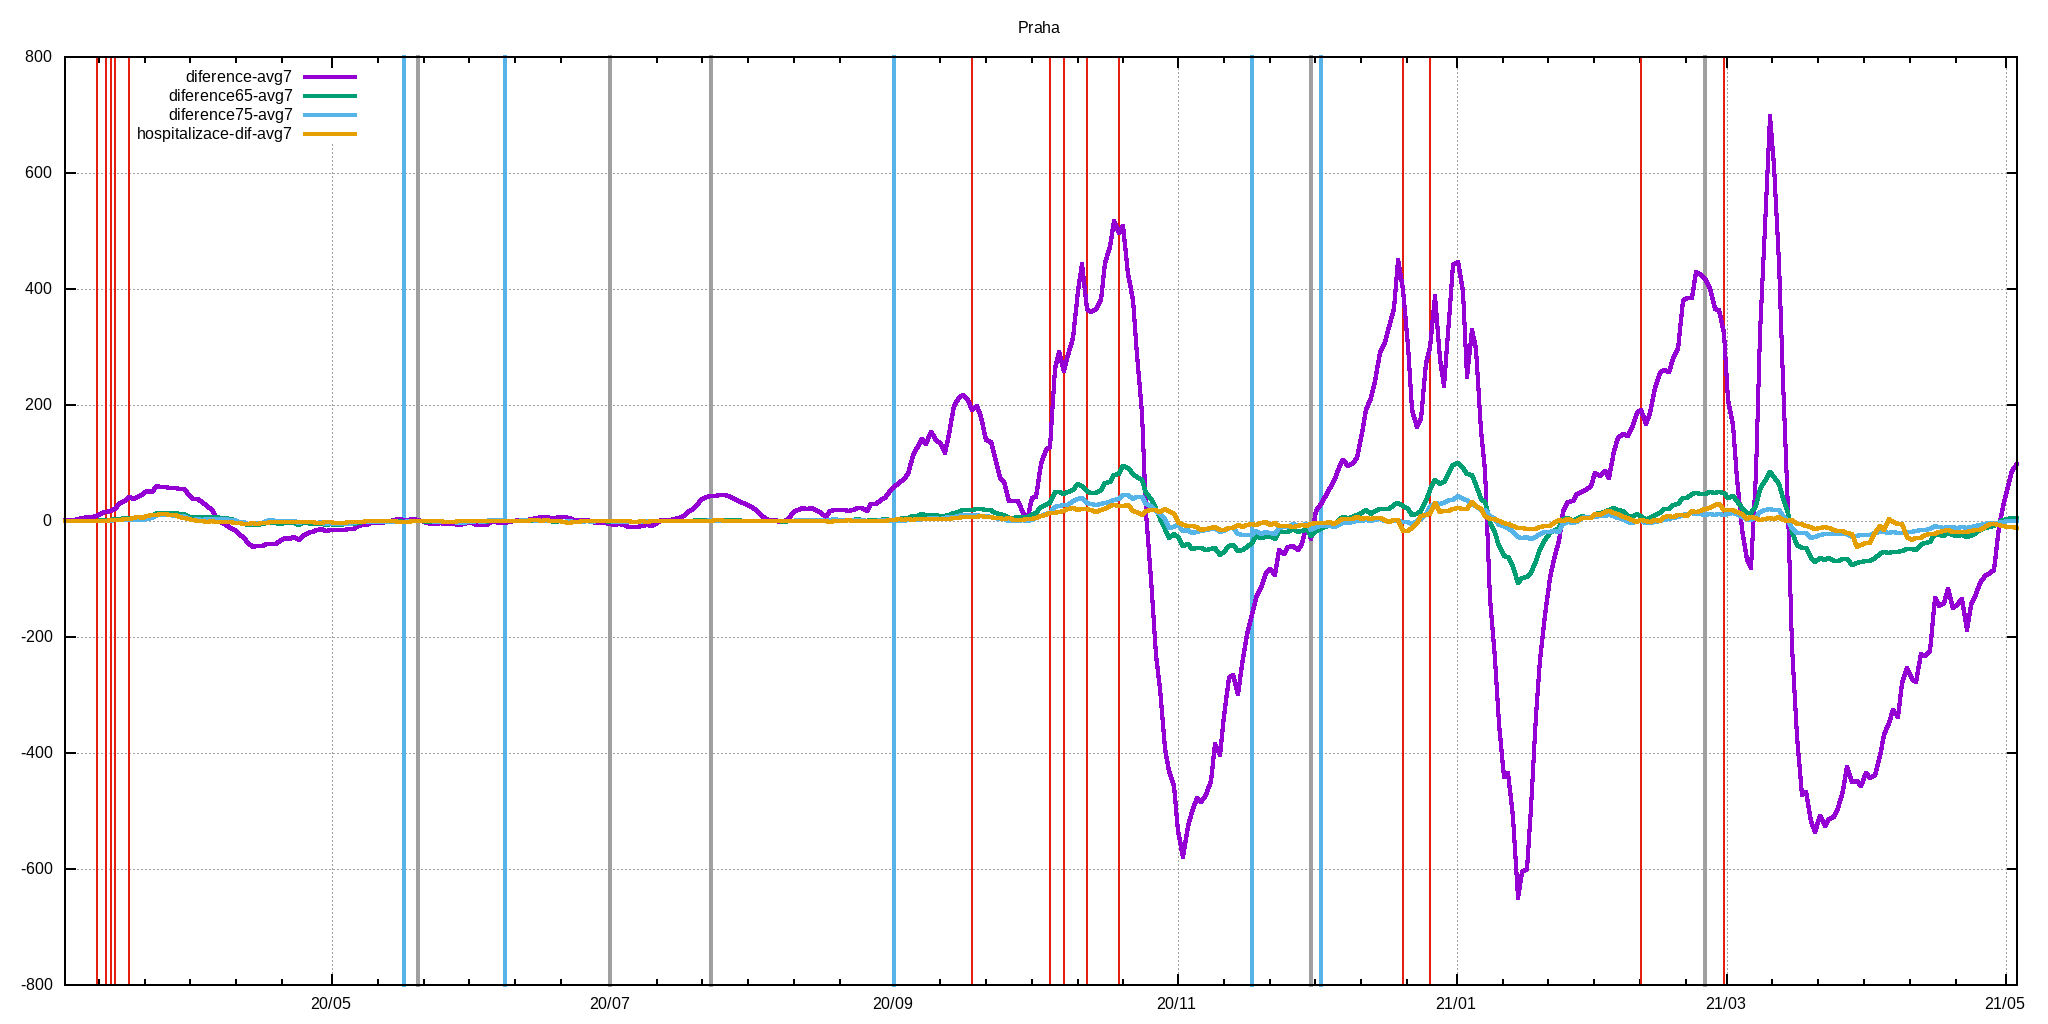 Praha
800
diference-avg7
diference65-avg7
diference75-avg7
hospitalizace-dif-avg7
600
400
200
0
-200
-400
-600
-800
20/05 20/07 20/09 20/11 21/01 21/03 21/05